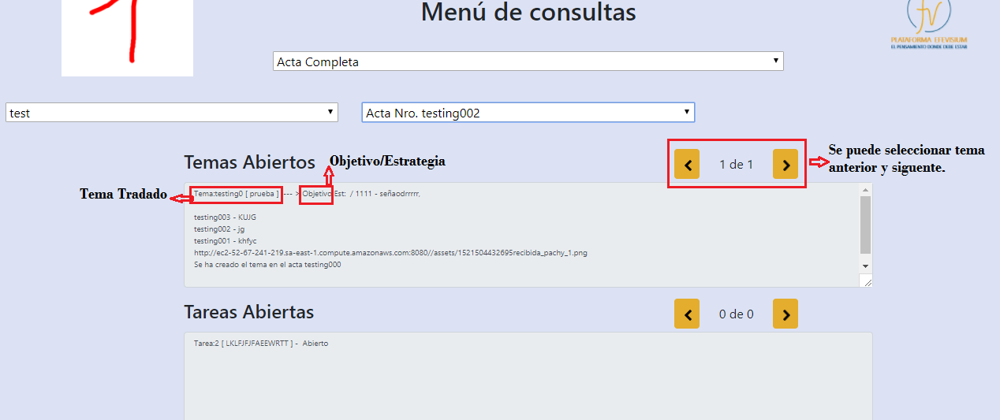 Menú de consultas
PLATAFORMA EFEVISIUM
EL PENSAMIENTO DONDE DEBE ESTAR
Acta Completa
test
Acta Nro. testing002
Temas Abiertos
Objetivo/Estrategia
1 de 1
Se puede seleccionar tema
anterior y siguente.
Tema Tradado
Tema:testing0 [ prueba ] --- > Objetivo Est: / 1111 - señaodrrrrr,
testing003 - KUJG
testing002 - jg
testing001 - khfyc
http://ec2-52-67-241-219.sa-east-1.compute.amazonaws.com:8080//assets/1521504432695recibida_pachy_1.png
Se ha creado el tema en el acta testing000
Tareas Abiertas
0 de 0
Tarea:2 [ LKLFJFJFAEEWRTT ] - Abierto